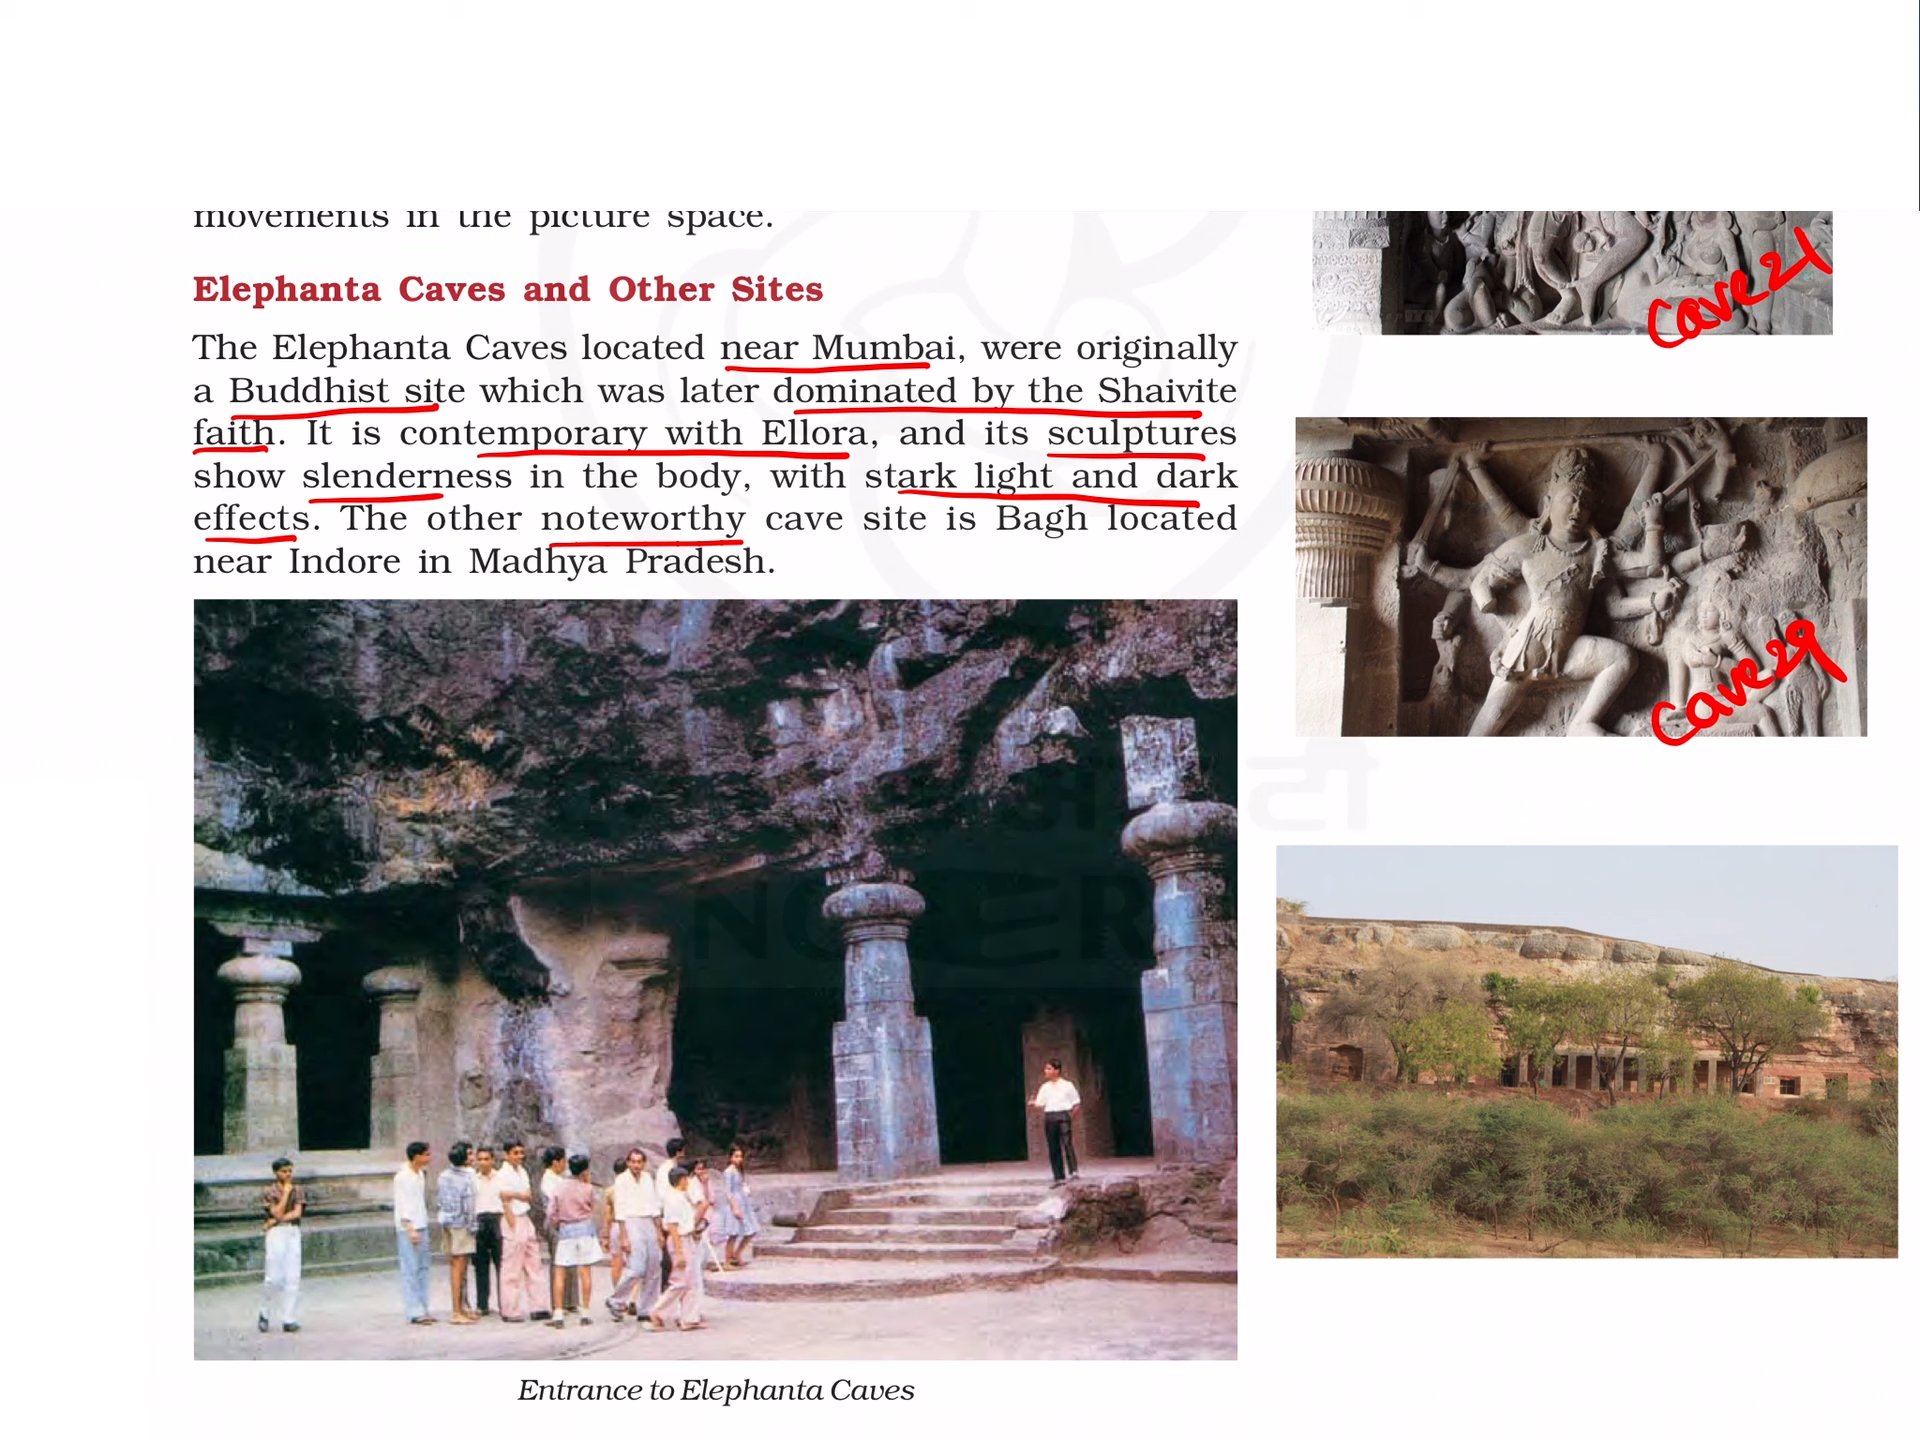 movements in the picture space.
Elephanta Caves and Other Sites
The Elephanta Caves located near Mumbai, were originally
a Buddhist site which was later dominated by the Shaivite
faith. It is contemporary with Ellora, and its sculptures
show slenderness in the body, with stark light and dark
effects. The other noteworthy cave site is Bagh located
near Indore in Madhya Pradesh.
Entrance to Elephanta Caves
Cave 21
Cave 29